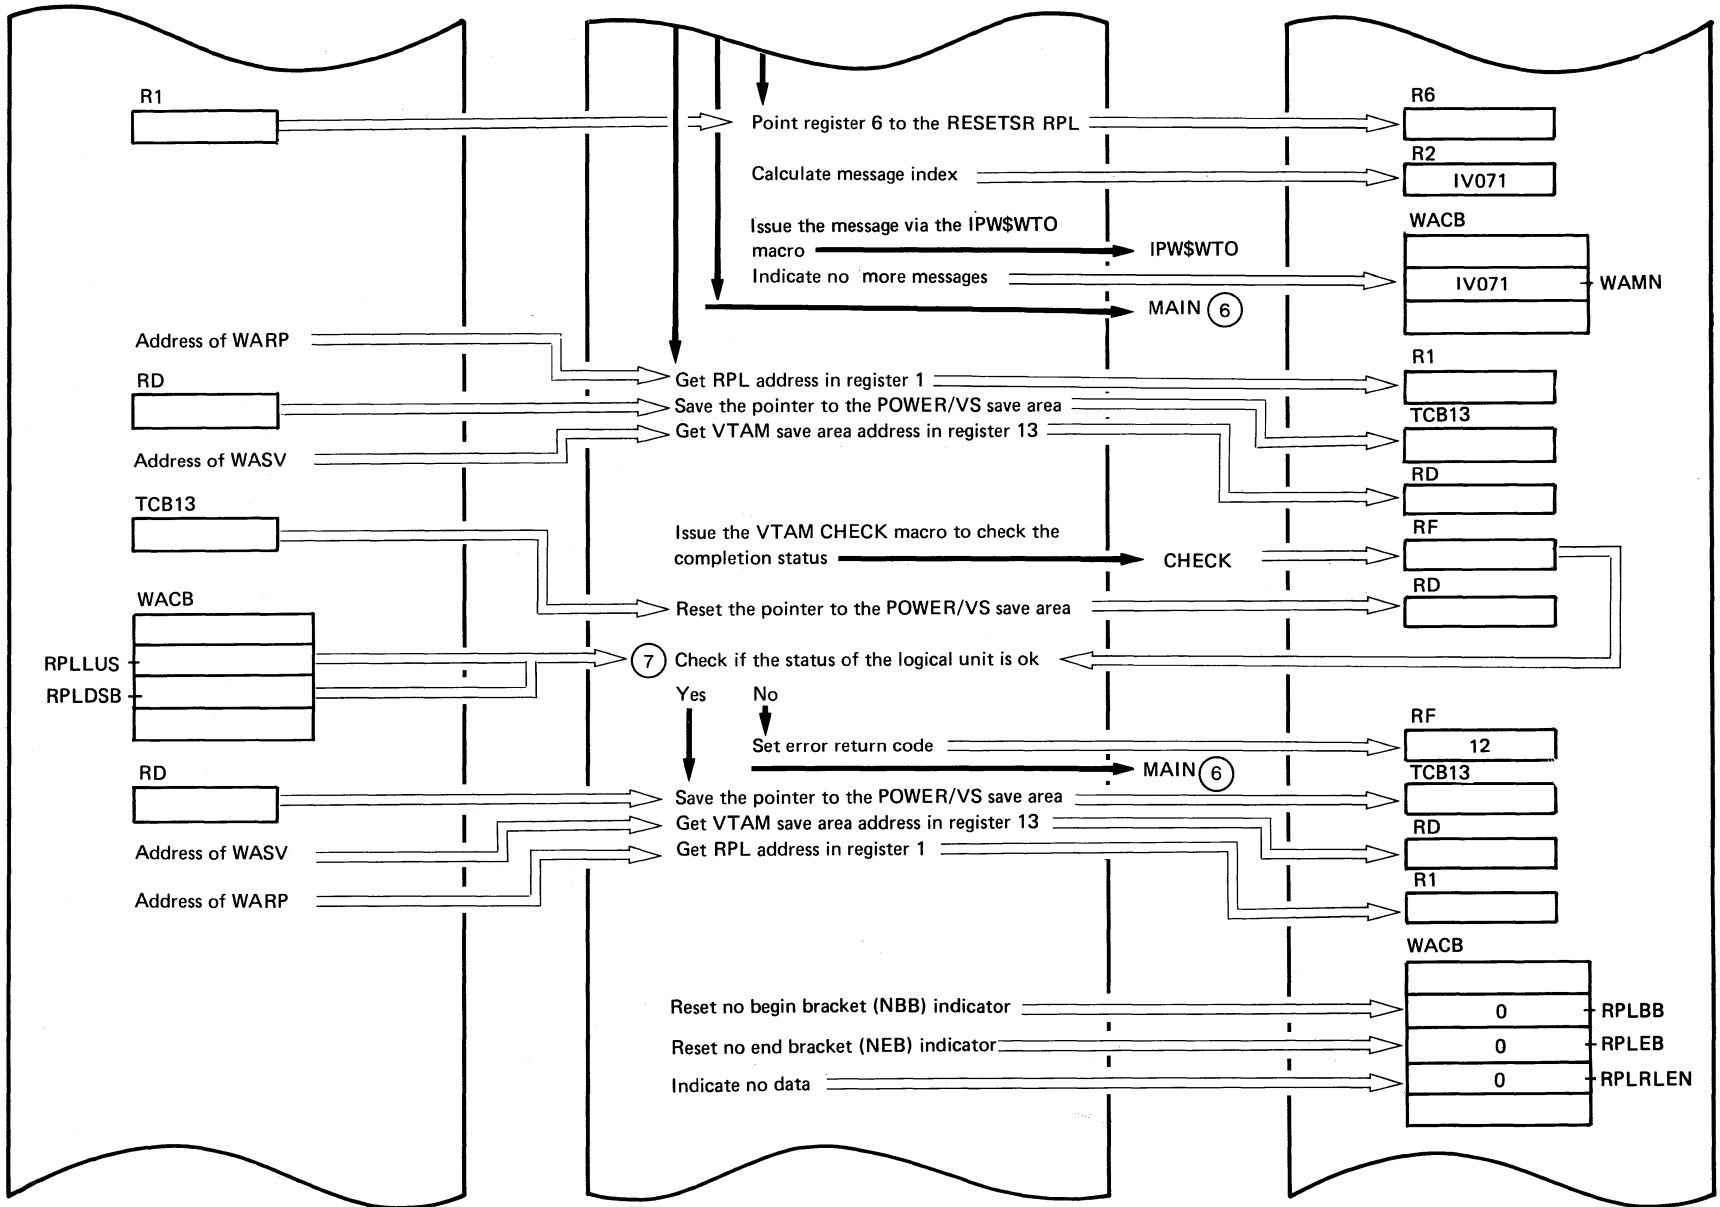 R1
R6
Point register 6 to the RESETSR RPL
R2
Calculate message index
IV071
Issue the message via the IPW$WTO
macro
IPW$WTO
WACB
Indicate no more messages
IV071
WAMN
MAIN 6
Address of WARP
R1
Get RPL address in register 1
RD
Save the pointer to the POWER/VS save area
TCB13
Get VTAM save area address in register 13
Address of WASV
RD
TCB13
Issue the VTAM CHECK macro to check the
completion status
CHECK
RF
RD
WACB
Reset the pointer to the POWER/VS save area
RPLLUS
7 Check if the status of the logical unit is ok
RPLDSB
Yes No
RF
Set error return code
12
MAIN 6
TCB13
RD
Save the pointer to the POWER/VS save area
Get VTAM save area address in register 13
RD
Address of WASV
Get RPL address in register 1
R1
Address of WARP
WACB
Reset no begin bracket (NBB) indicator
0
RPLBB
Reset no end bracket (NEB) indicator
0
RPLEB
Indicate no data
0
RPLRLEN